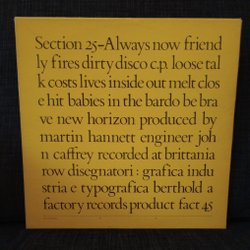 Section 25–Always now friend
ly fires dirty disco c.p. loose tal
k costs lives inside out melt clos
e hit babies in the bardo be bra
ve new horizon produced by
martin hannett engineer joh
n caffrey recorded at brittania
row disegnatori : grafica indu
stria e typografica berthold a
factory records product fact 45